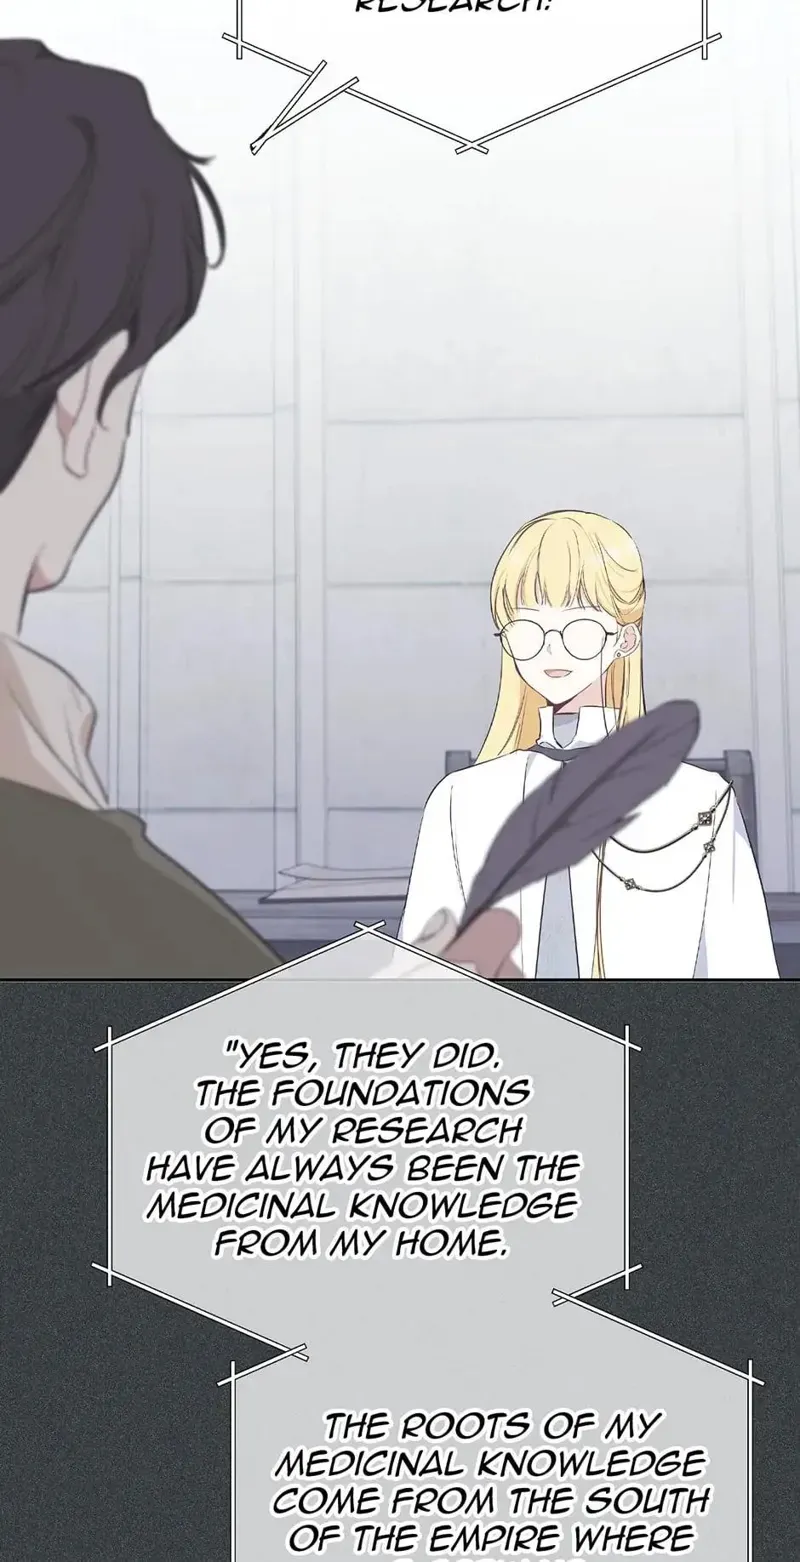 RESEARCH?
"YES, THEY DID.
THE FOUNDATIONS
OF MY RESEARCH
HAVE ALWAYS BEEN THE
MEDICINAL KNOWLEDGE
FROM MY HOME.
THE ROOTS OF MY
MEDICINAL KNOWLEDGE
COME FROM THE SOUTH
OF THE EMPIRE WHERE